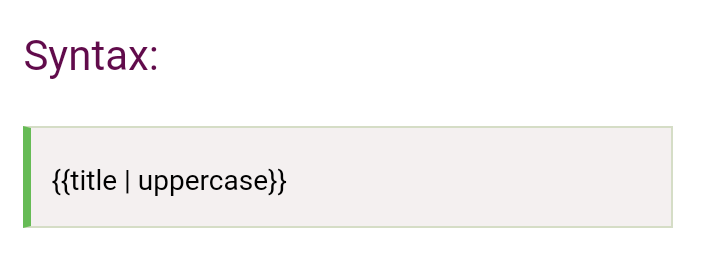 Syntax:
{{title | uppercase}}